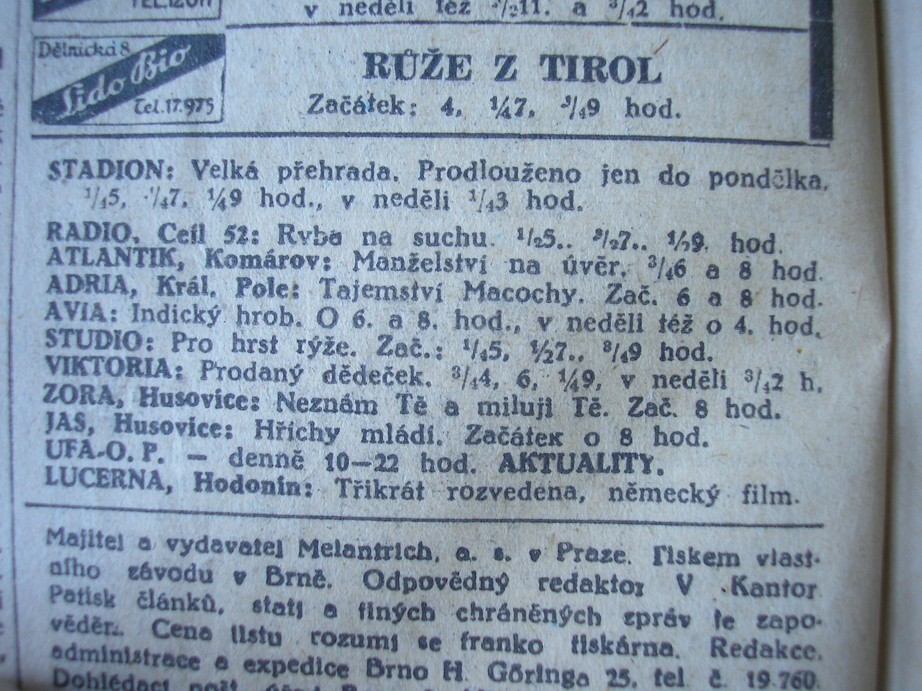 TEL.12011
v neděli též ½11. a ¾2 hod.
Dělnická 8
Lido Bio
Tel. 17.975
RŮŽE Z TIROL
Začátek: 4, ¼7, ¾9 hod.
STADION: Velká přehrada. Prodlouženo jen do pondělka,
¼5, ¼7, ¼9 hod., v neděli ¼3 hod.
RADIO, Cejl 52: Ryba na suchu. ½5., ¾7., ½9. hod.
ATLANTIK, Komárov: Manželství na úvěr. ¾6 a 8 hod.
ADRIA, Král. Pole: Tajemství Macochy. Zač. 6 a 8 hod.
AVIA: Indický hrob. O 6. a 8. hod., v neděli též o 4. hod.
STUDIO: Pro hrst rýže. Zač.: ¼5, ½7., ¾9 hod.
VIKTORIA: Prodaný dědeček. ¾4, 6, ¼9, v neděli ¾2 h.
ZORA, Husovice: Neznám Tě a miluji Tě. Zač. 8 hod.
JAS, Husovice: Hříchy mládí. Začátek o 8 hod.
UFA-O. P. — denně 10—22 hod. AKTUALITY.
LUCERNA, Hodonín: Třikrát rozvedena, německý film.
Majitel a vydavatel Melantrich, a. s. v Praze. Tiskem vlast-
ního závodu v Brně. Odpovědný redaktor V Kantor
Patisk článků, statí a jiných chráněných zpráv je zapo-
věděn. Cena listu rozumí se franko tiskárna. Redakce,
administrace a expedice Brno H. Göringa 25, tel. č. 19.760.
Dohlédací pošt.